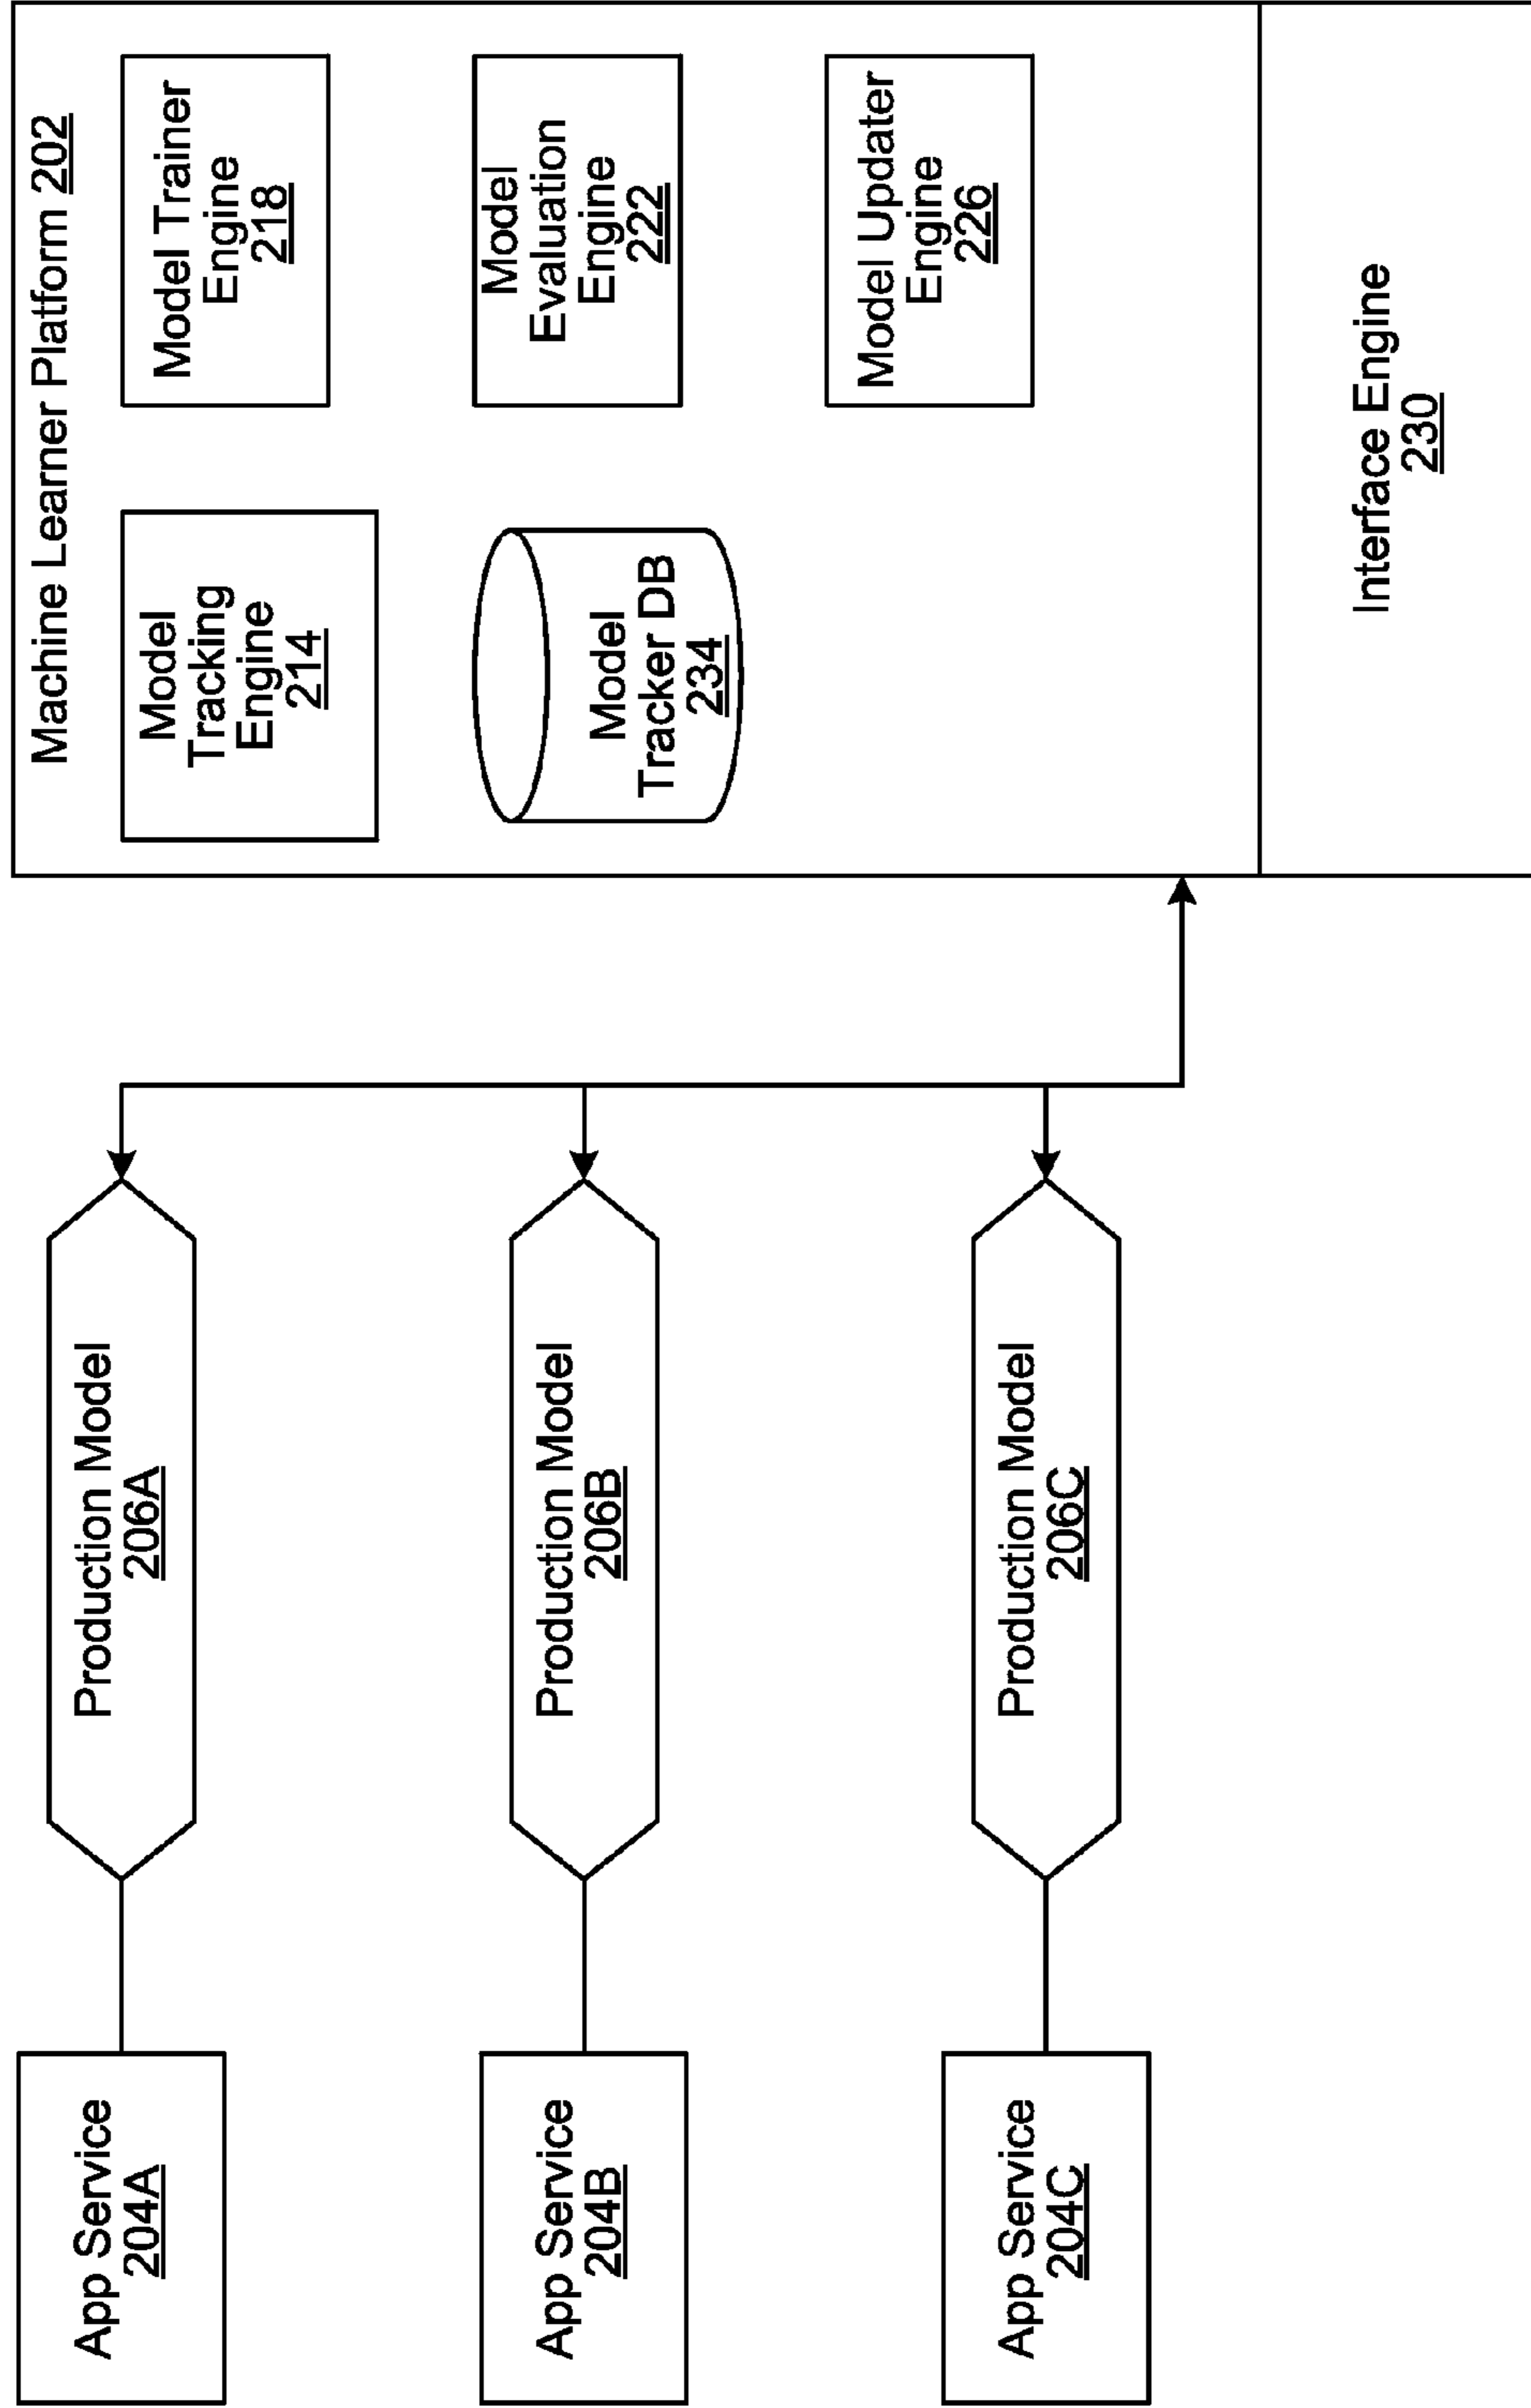 App Service
204A
Production Model
206A
App Service
204B
Production Model
206B
App Service
204C
Production Model
206C
Machine Learner Platform 202
Model
Tracking
Engine
214
Model Trainer
Engine
218
Model
Tracker DB
234
Model
Evaluation
Engine
222
Model Updater
Engine
226
Interface Engine
230